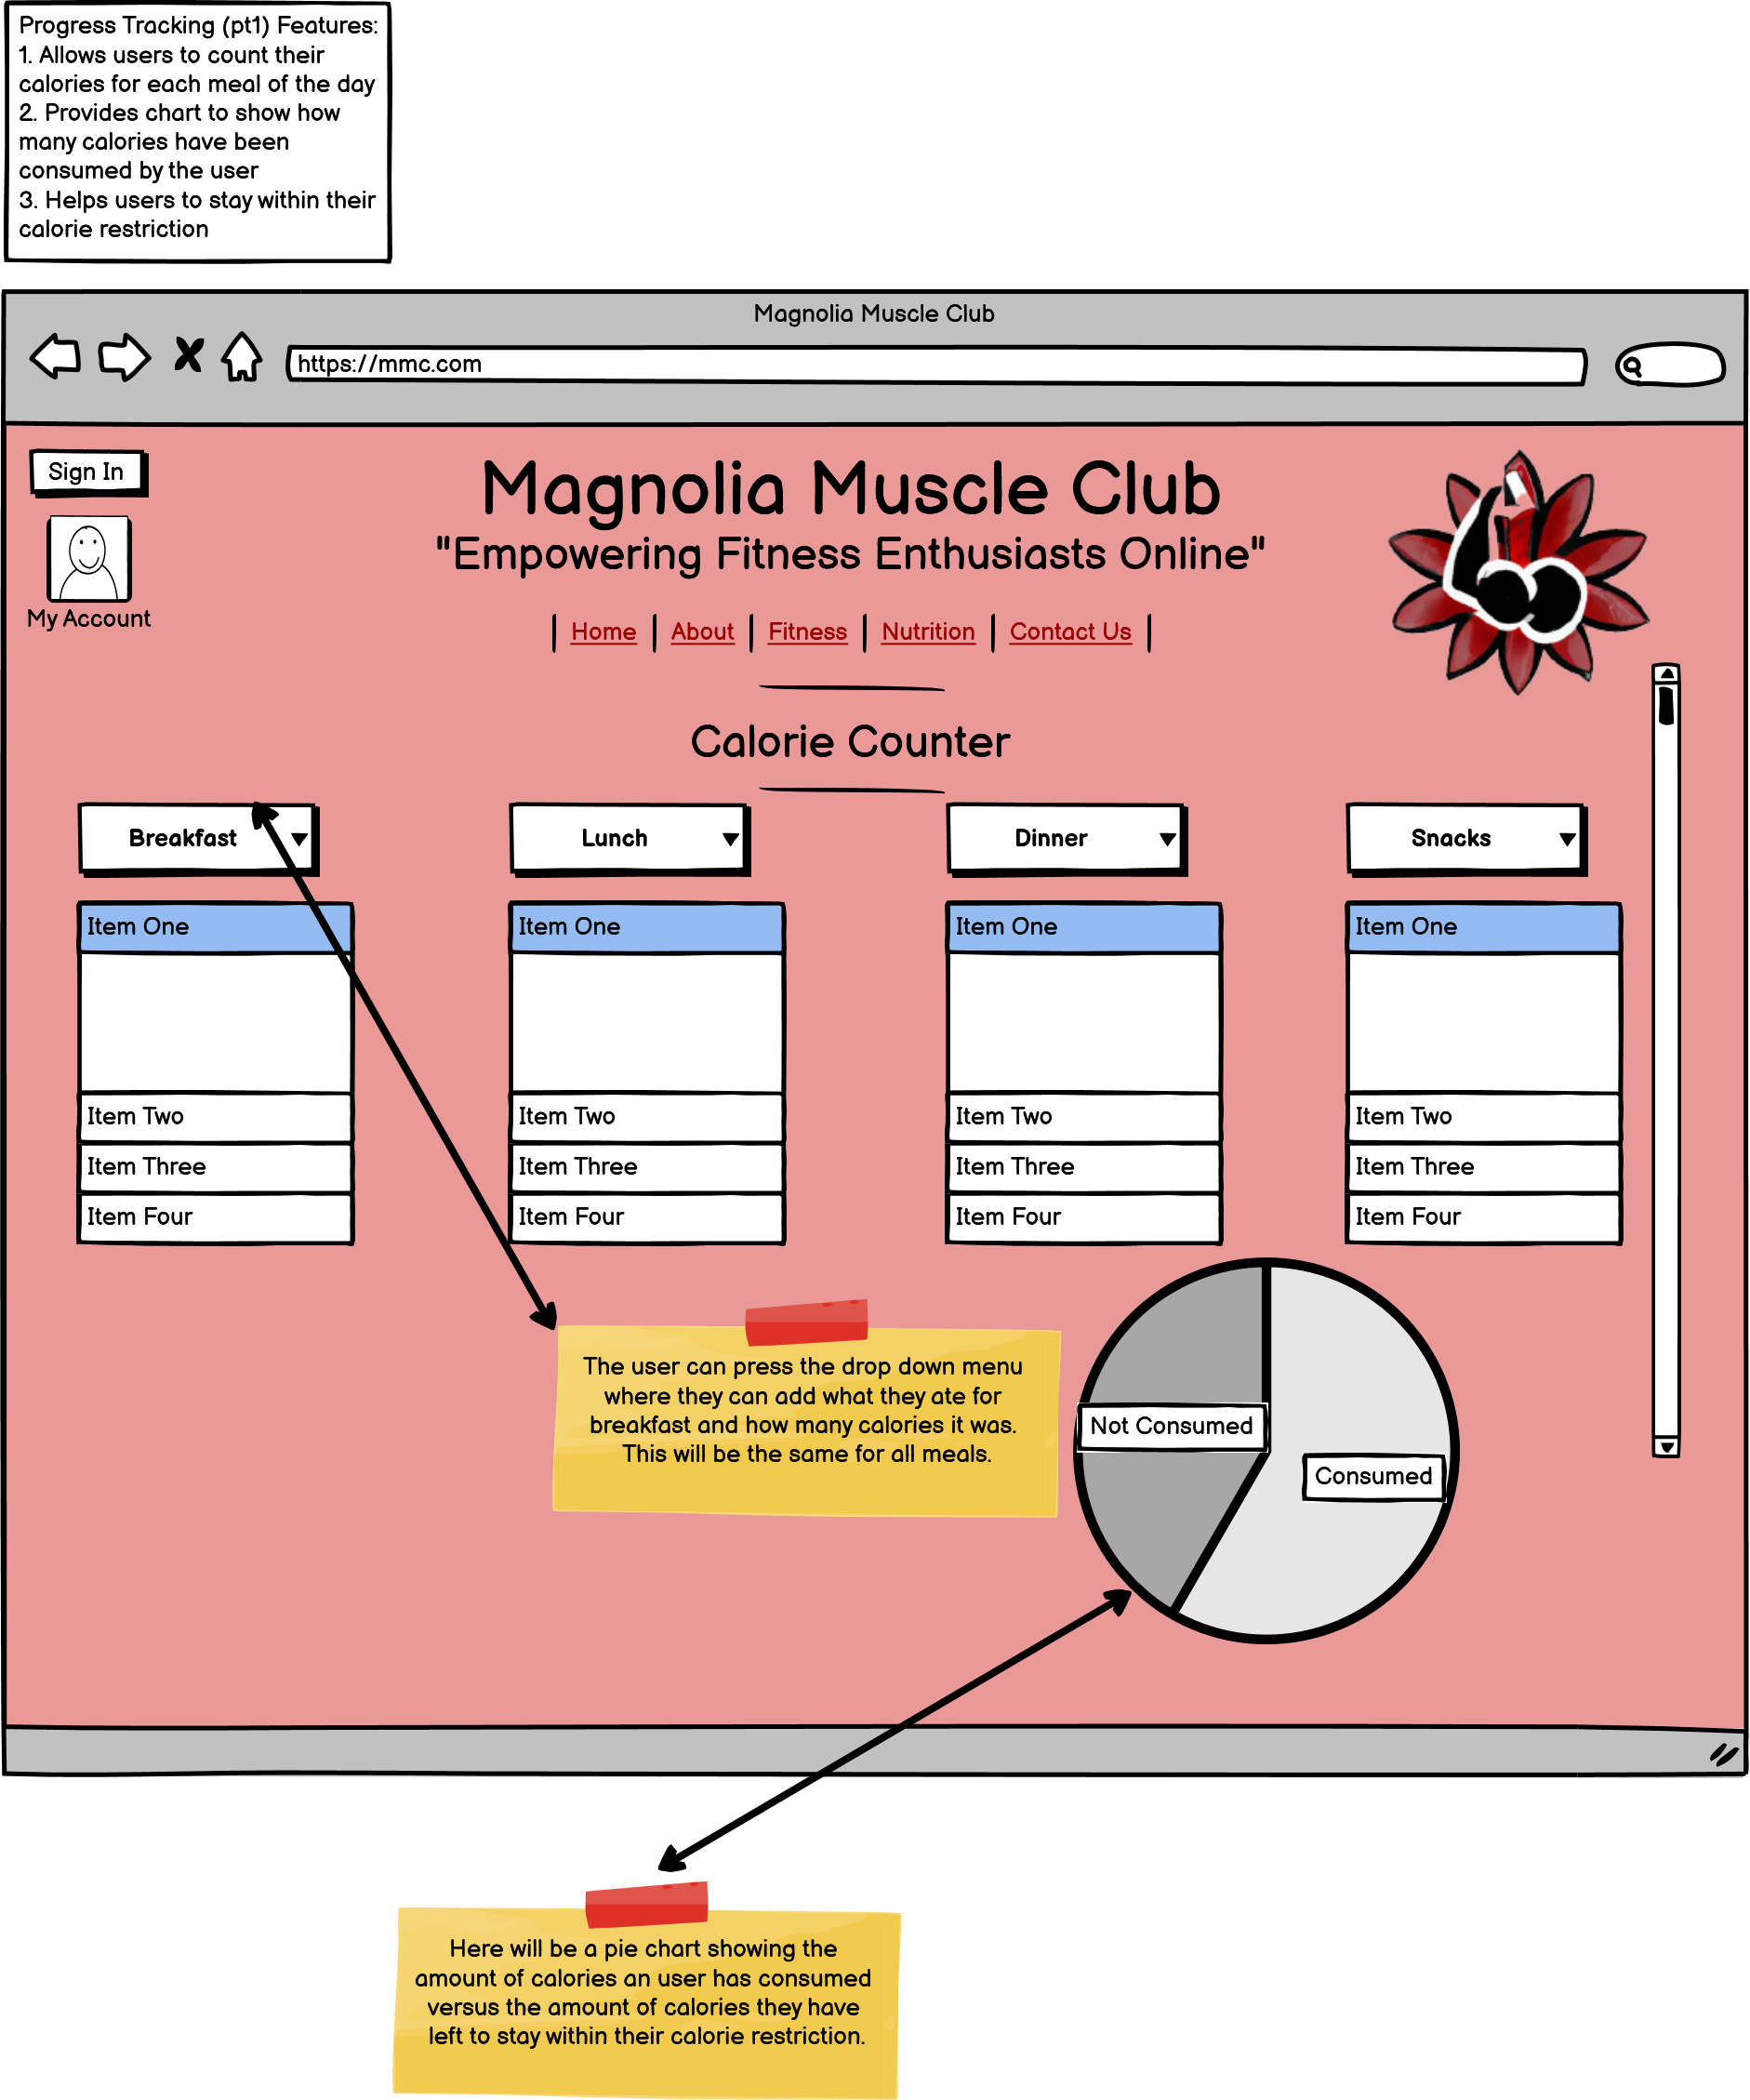 Progress Tracking (pt1) Features:
1. Allows users to count their
calories for each meal of the day
2. Provides chart to show how
many calories have been
consumed by the user
3. Helps users to stay within their
calorie restriction
Magnolia Muscle Club
https://mmc.com
Sign In
My Account
Magnolia Muscle Club
"Empowering Fitness Enthusiasts Online"
Home | About | Fitness | Nutrition | Contact Us
Calorie Counter
Breakfast
Lunch
Dinner
Snacks
Item One
Item Two
Item Three
Item Four
Item One
Item Two
Item Three
Item Four
Item One
Item Two
Item Three
Item Four
Item One
Item Two
Item Three
Item Four
The user can press the drop down menu
where they can add what they ate for
breakfast and how many calories it was.
This will be the same for all meals.
Not Consumed
Consumed
Here will be a pie chart showing the
amount of calories an user has consumed
versus the amount of calories they have
left to stay within their calorie restriction.